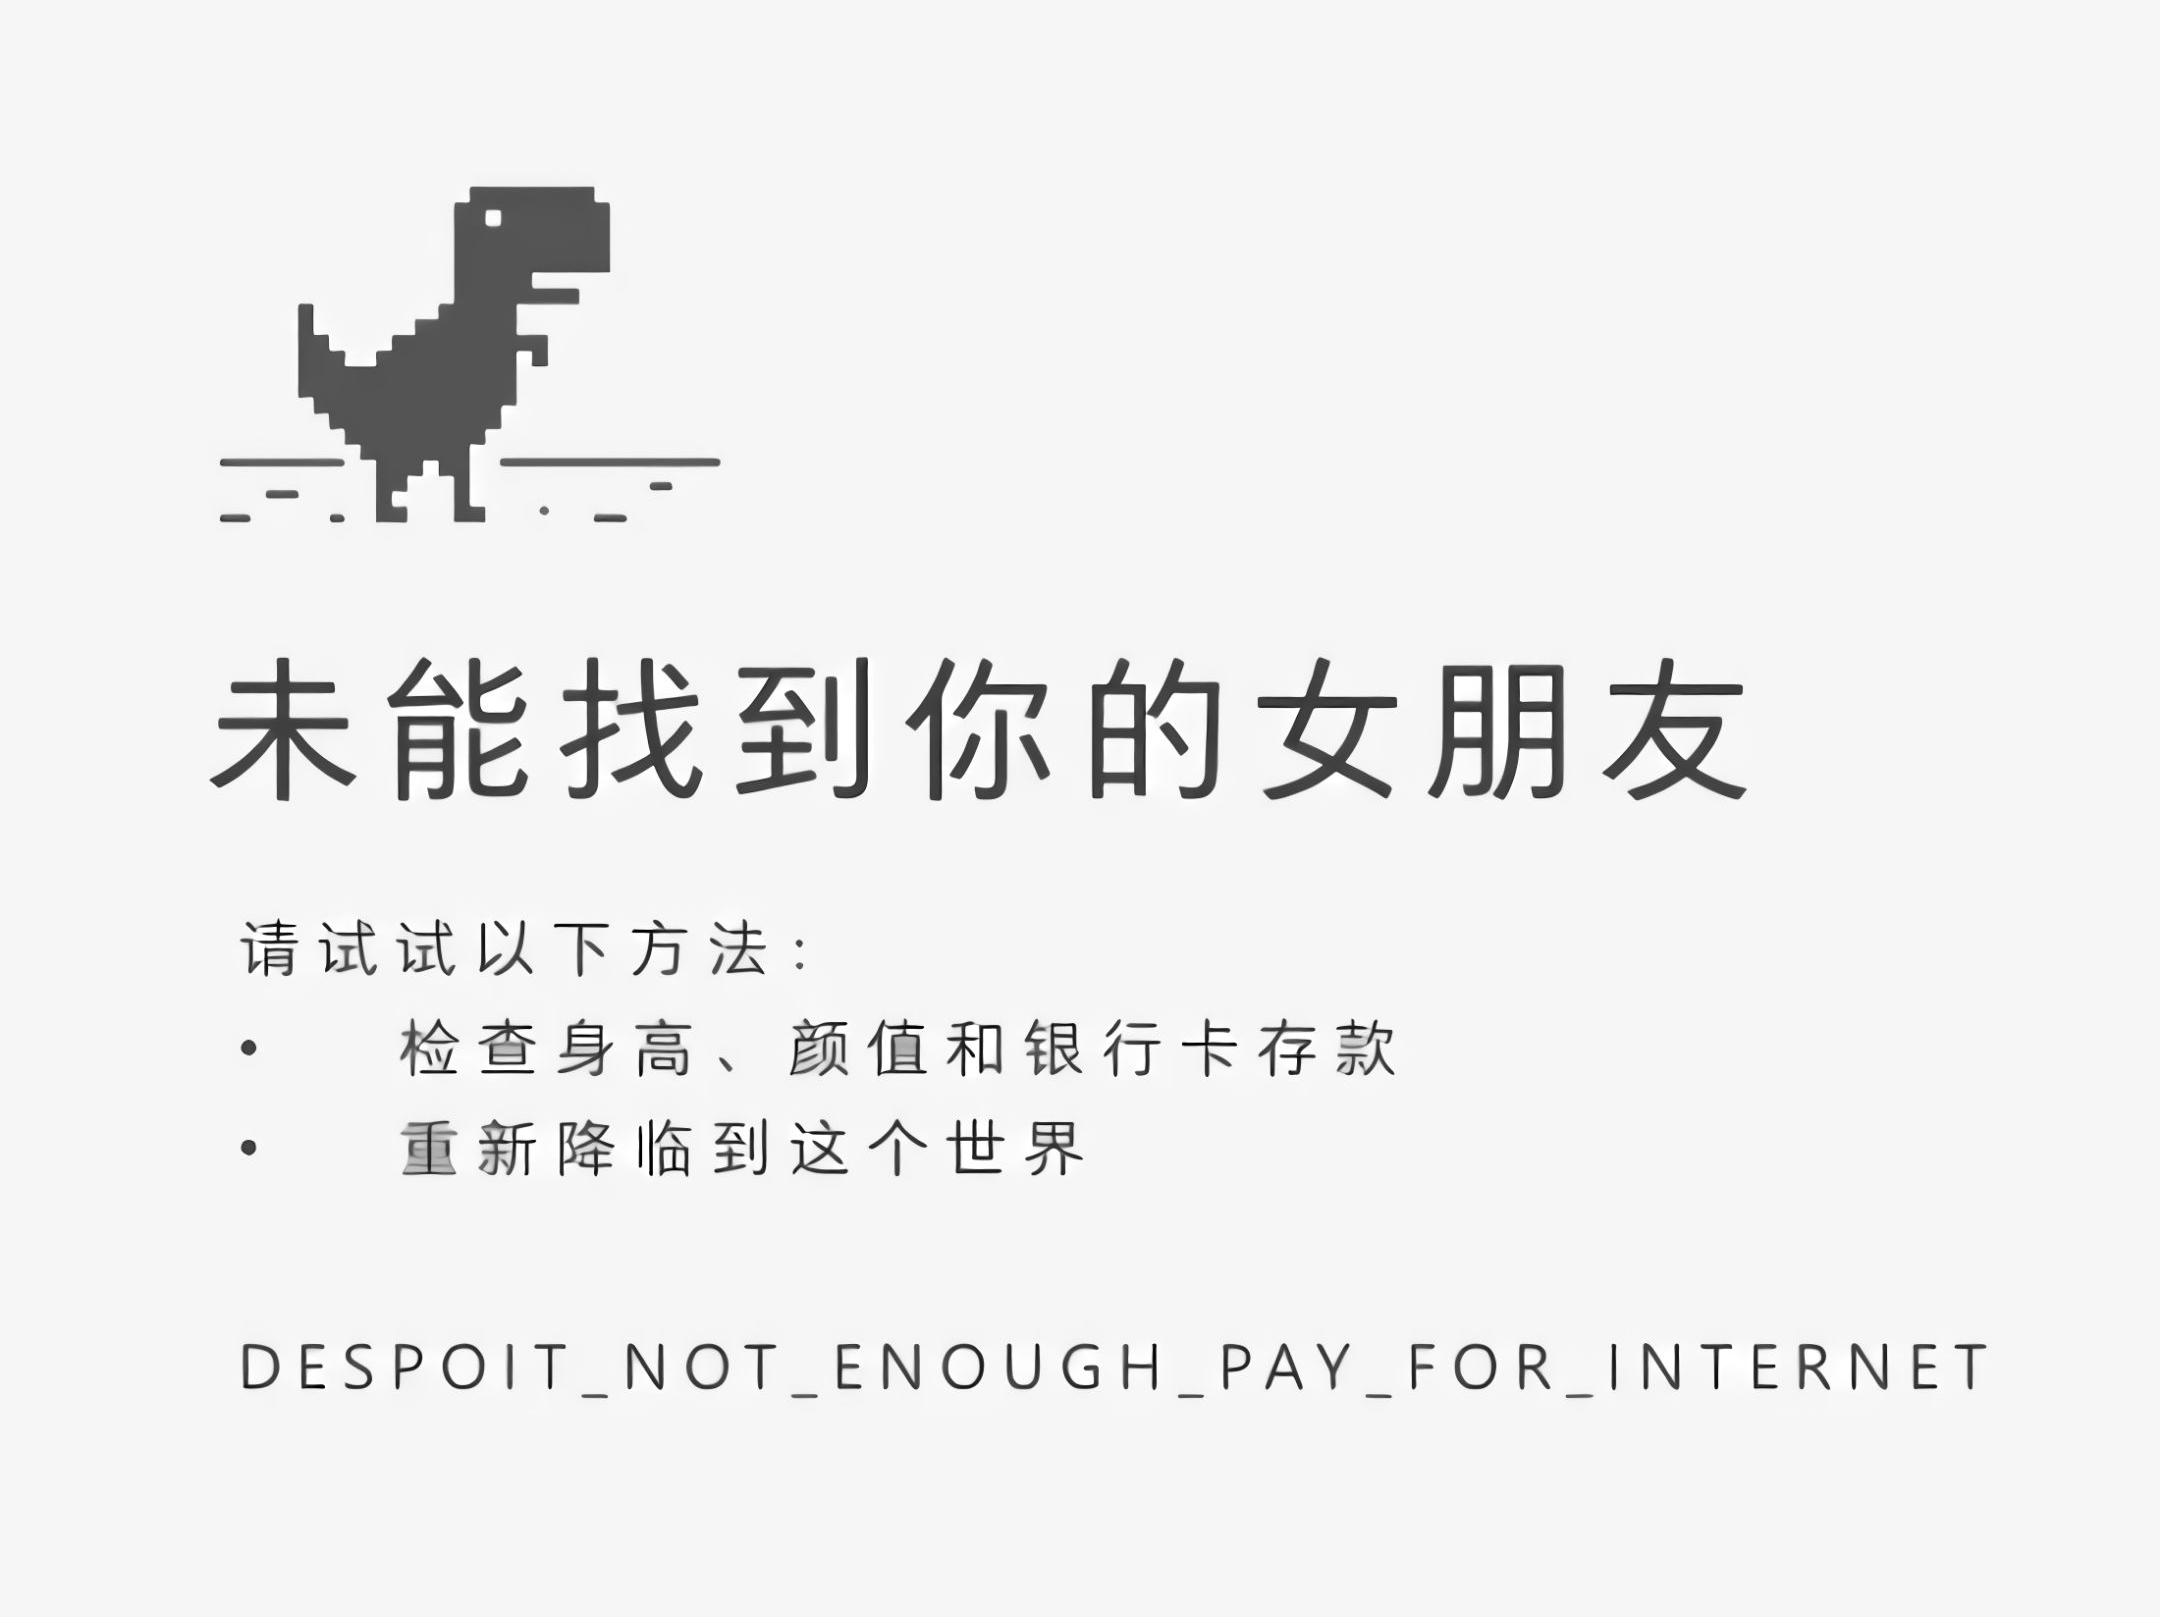 未能找到你的女朋友
请试试以下方法：
• 检查身高、颜值和银行卡存款
• 重新降临到这个世界
DESPOIT_NOT_ENOUGH_PAY_FOR_INTERNET